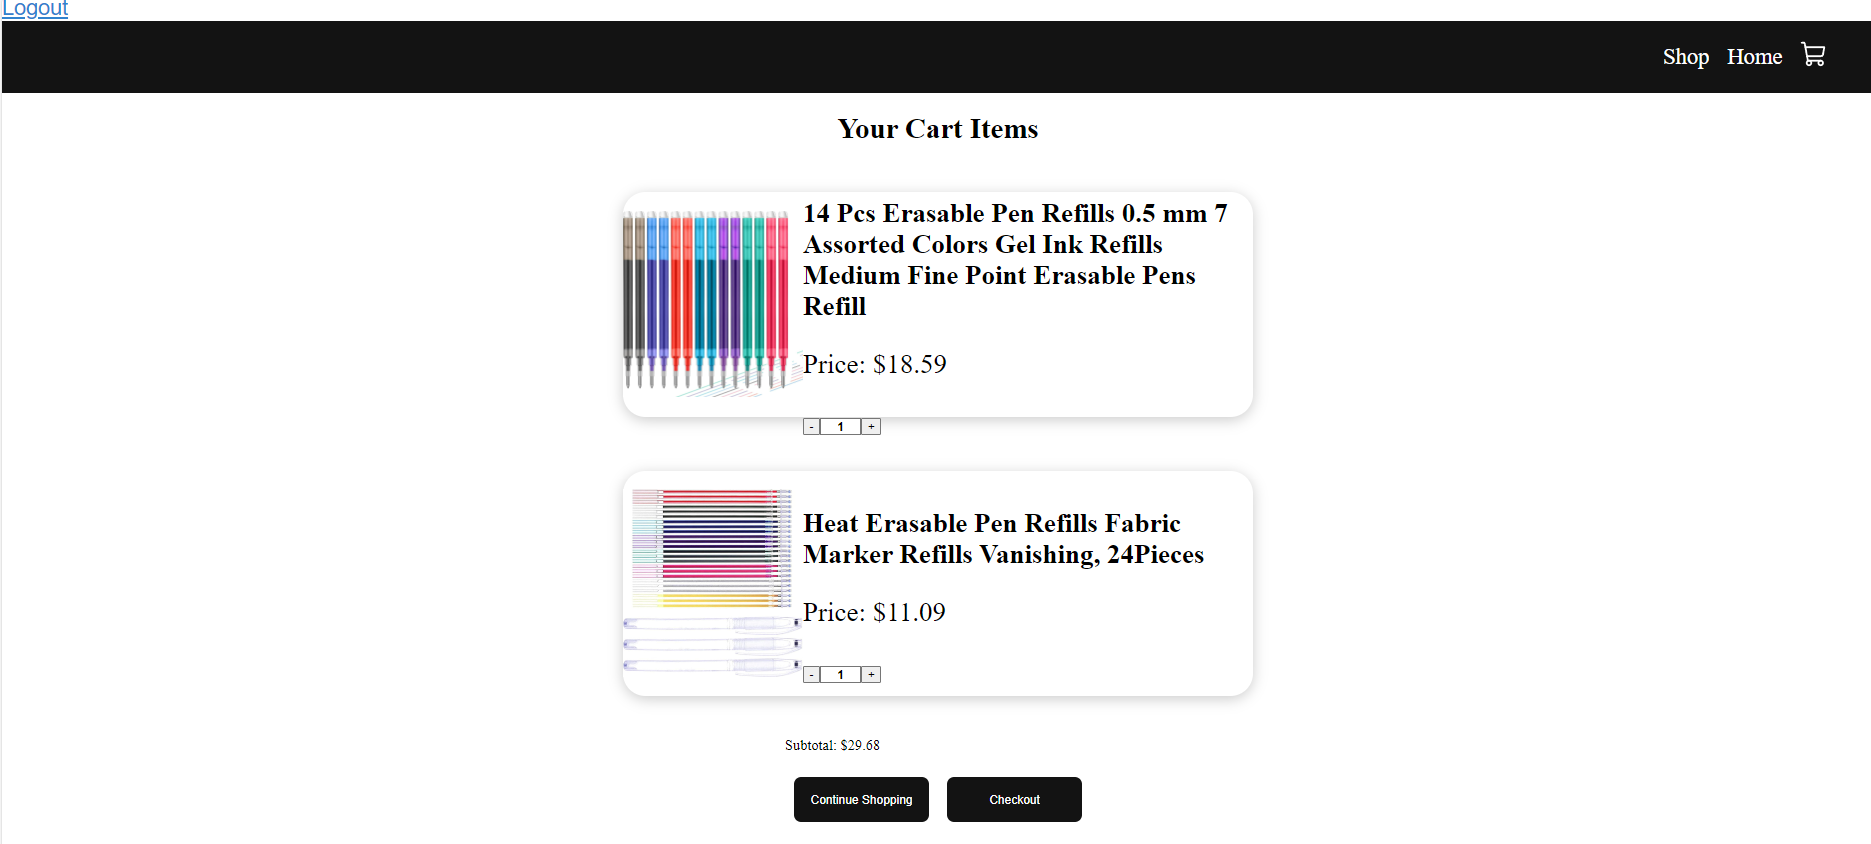 Logout
Shop Home
Your Cart Items
14 Pcs Erasable Pen Refills 0.5 mm 7
Assorted Colors Gel Ink Refills
Medium Fine Point Erasable Pens
Refill
Price: $18.59
- 1 +
Heat Erasable Pen Refills Fabric
Marker Refills Vanishing, 24Pieces
Price: $11.09
- 1 +
Subtotal: $29.68
Continue Shopping Checkout